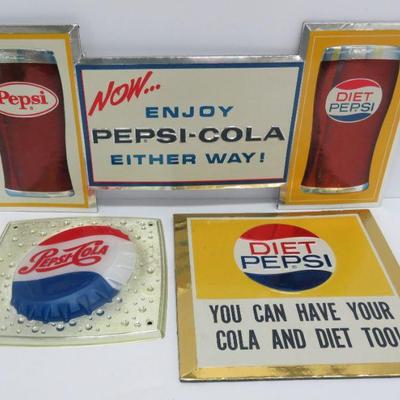 Pepsi®
NOW...
ENJOY
PEPSI-COLA
EITHER WAY!
DIET
PEPSI
Pepsi-Cola
DIET
PEPSI®
YOU CAN HAVE YOUR
COLA AND DIET TOO!